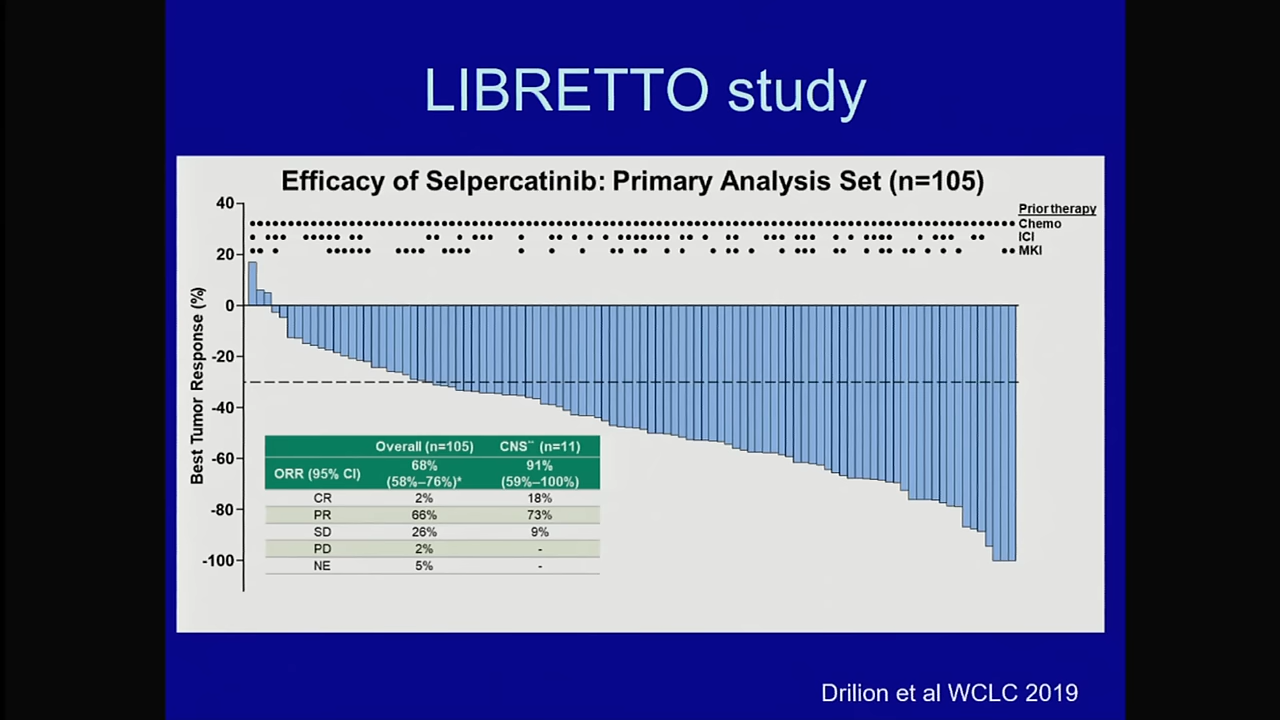 LIBRETTO study
Efficacy of Selpercatinib: Primary Analysis Set (n=105)
Prior therapy
Chemo
ICI
MKI
Best Tumor Response (%)
40
20
0
-20
-40
-60
-80
-100
Overall (n=105) CNS** (n=11)
ORR (95% CI) 68% (58%–76%)* 91% (59%–100%)
CR 2% 18%
PR 66% 73%
SD 26% 9%
PD 2% -
NE 5% -
Drilion et al WCLC 2019